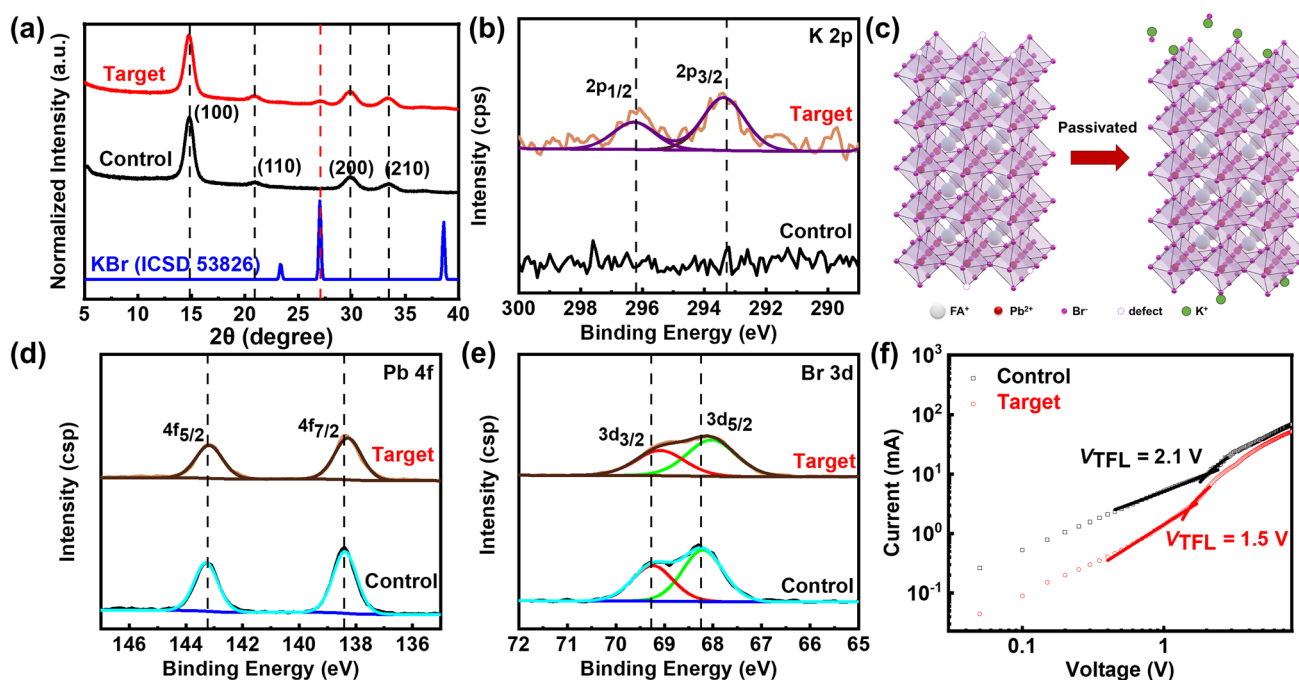 (a)
Normalized Intensity (a.u.)
Target
(100)
Control
(110)
(200)
(210)
KBr (ICSD 53826)
5 10 15 20 25 30 35 40
2θ (degree)
(b)
K 2p
Intensity (cps)
2p1/2
2p3/2
Target
Control
300 298 296 294 292 290
Binding Energy (eV)
(c)
Passivated
FA⁺ Pb²⁺ Br⁻ defect K⁺
(d)
Pb 4f
Intensity (csp)
4f5/2
4f7/2
Target
Control
146 144 142 140 138 136
Binding Energy (eV)
(e)
Br 3d
Intensity (csp)
3d3/2
3d5/2
Target
Control
72 71 70 69 68 67 66 65
Binding Energy (eV)
(f)
Current (mA)
10³
10²
10¹
10⁰
10⁻¹
Control
Target
VTFL = 2.1 V
VTFL = 1.5 V
0.1 1
Voltage (V)